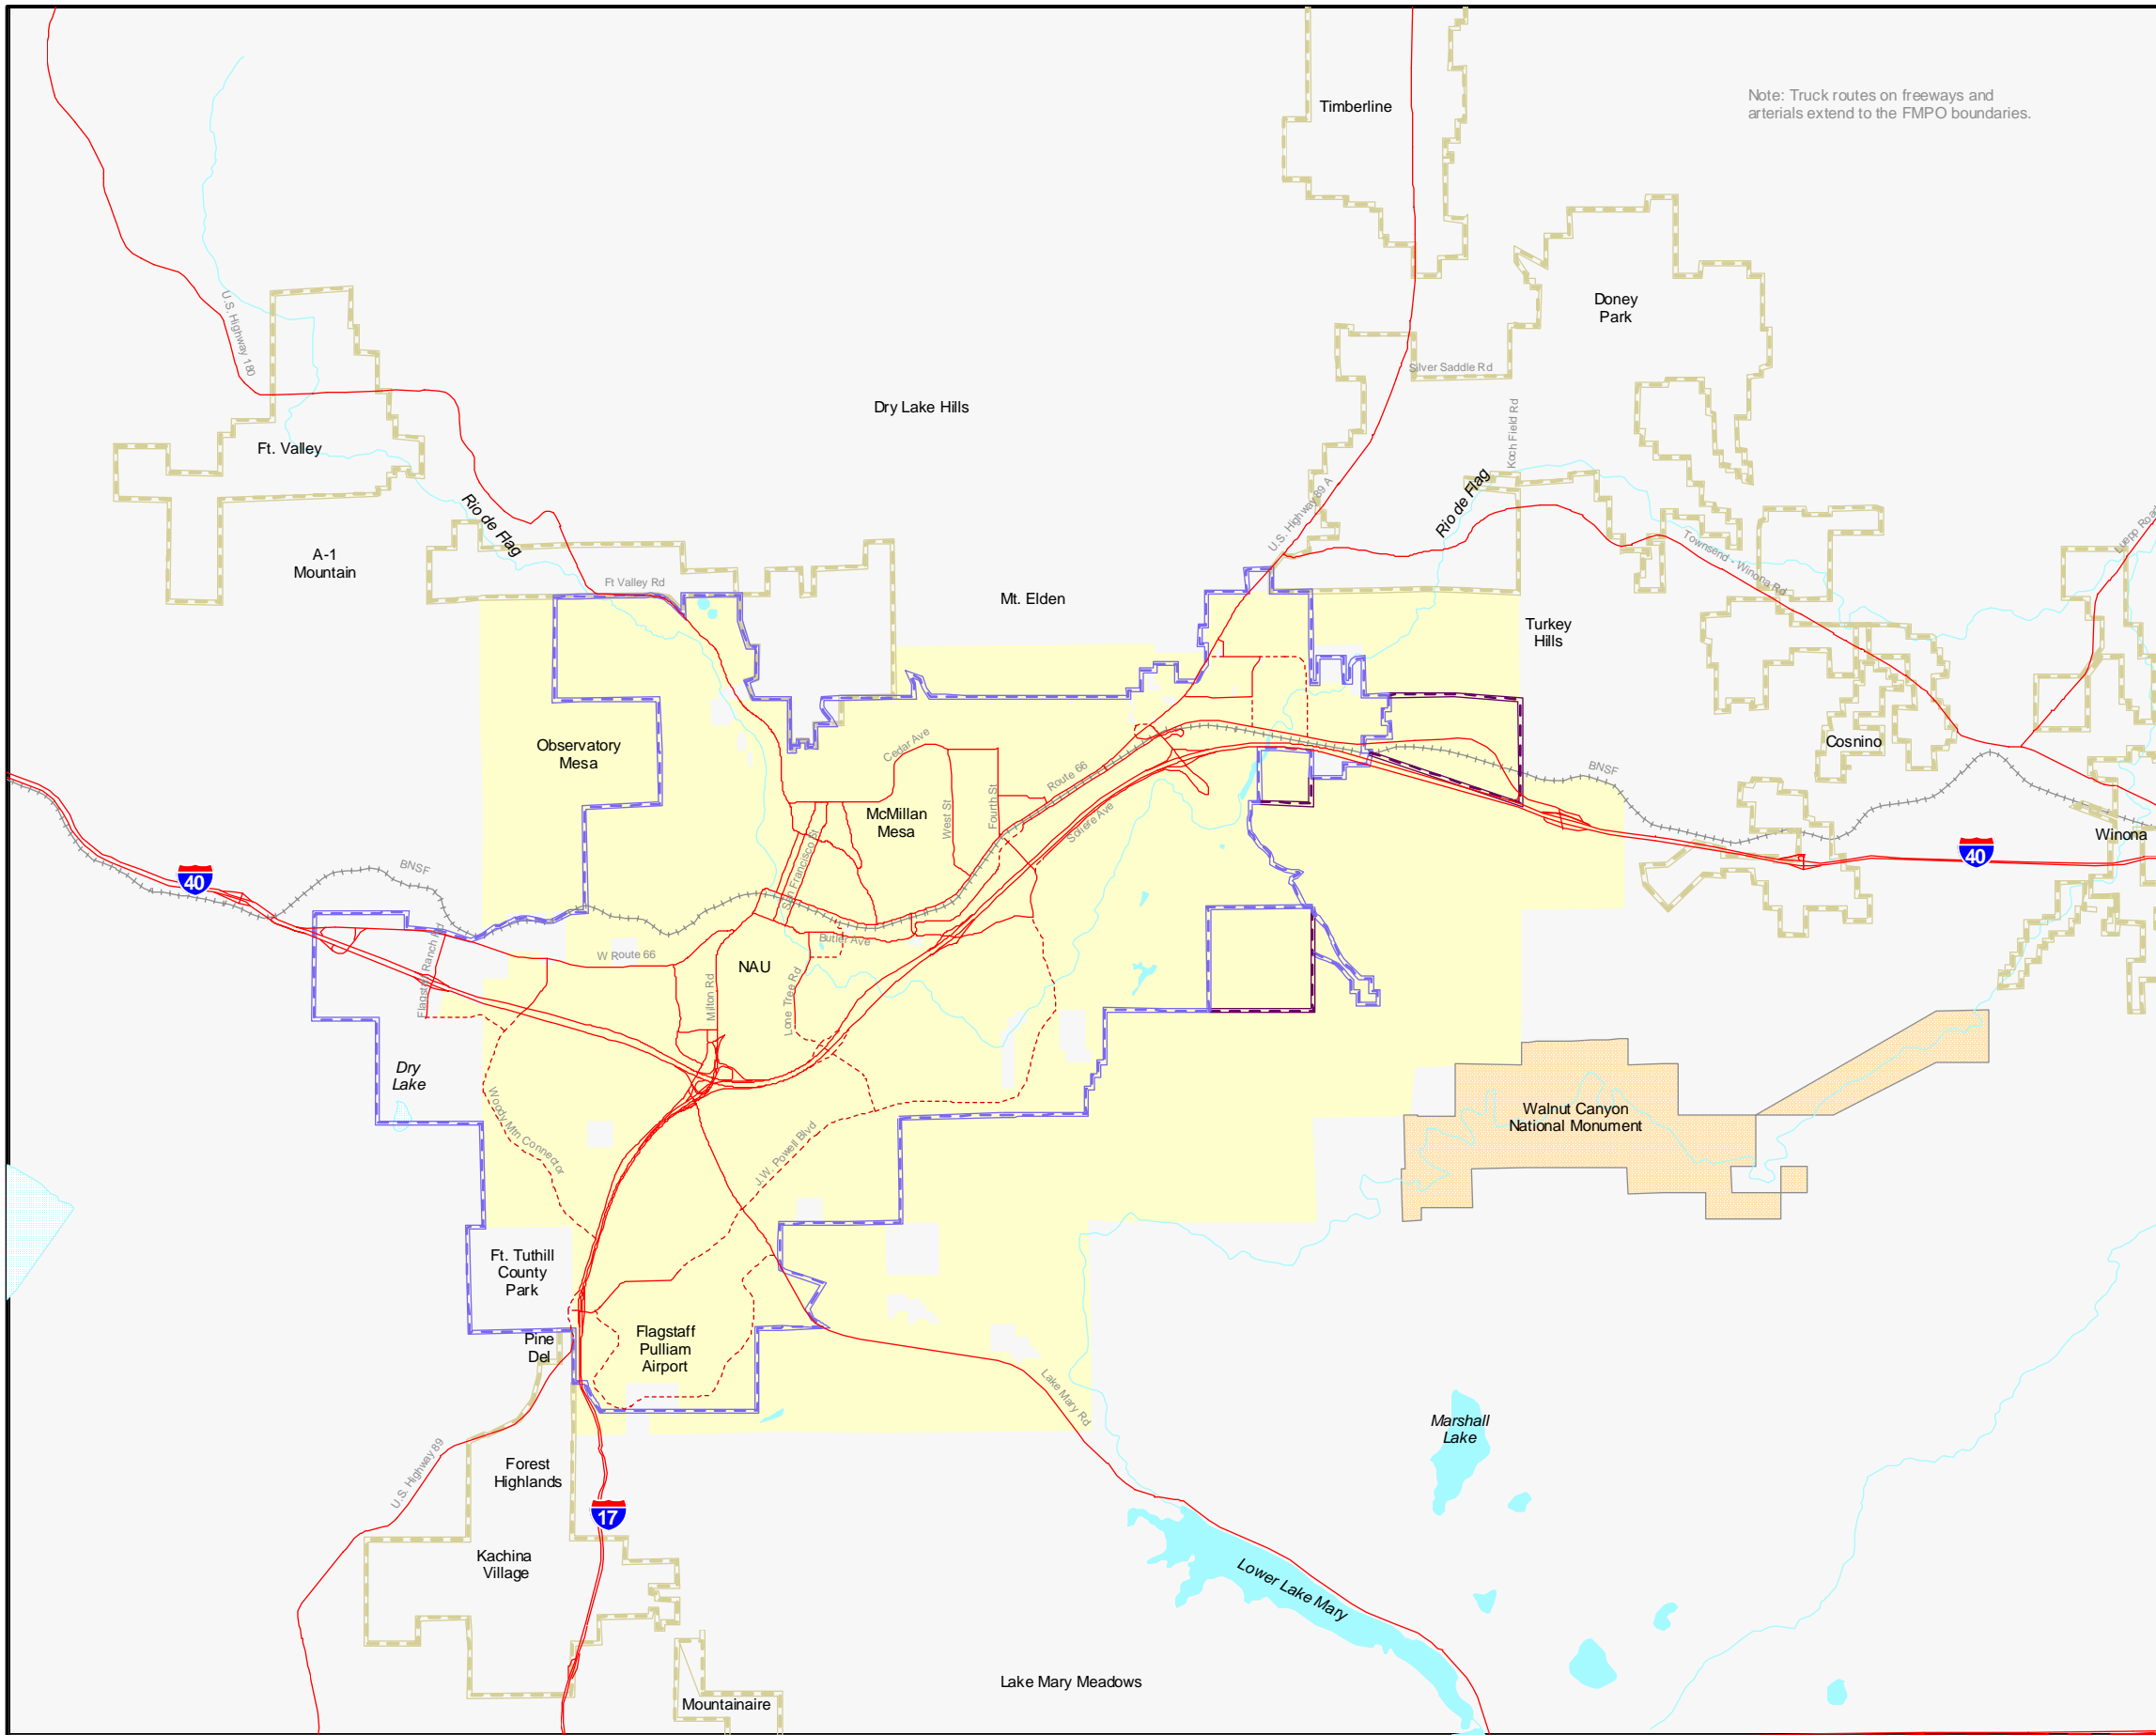 Timberline
Note: Truck routes on freeways and
arterials extend to the FMPO boundaries.
Doney
Park
U.S. Highway 180
Silver Saddle Rd
Dry Lake Hills
Koch Field Rd
Ft. Valley
Rio de Flag
U.S. Highway 89 A
Rio de Flag
A-1
Mountain
Townsend - Winona Rd
Luepp Road
Ft Valley Rd
Mt. Elden
Turkey
Hills
Observatory
Mesa
Cedar Ave
Cosnino
BNSF
Route 66
McMillan
Mesa
West St
Fourth St
Soliere Ave
Winona
40
40
BNSF
San Francisco St
Butler Ave
W Route 66
NAU
Flagstaff Ranch Rd
Milton Rd
Lone Tree Rd
Dry
Lake
Walnut Canyon
National Monument
Woody Mtn Connector
J.W. Powell Blvd
Ft. Tuthill
County
Park
Pine
Del
Flagstaff
Pulliam
Airport
Lake Mary Rd
Marshall
Lake
U.S. Highway 89
Forest
Highlands
17
Kachina
Village
Lower Lake Mary
Lake Mary Meadows
Mountainaire